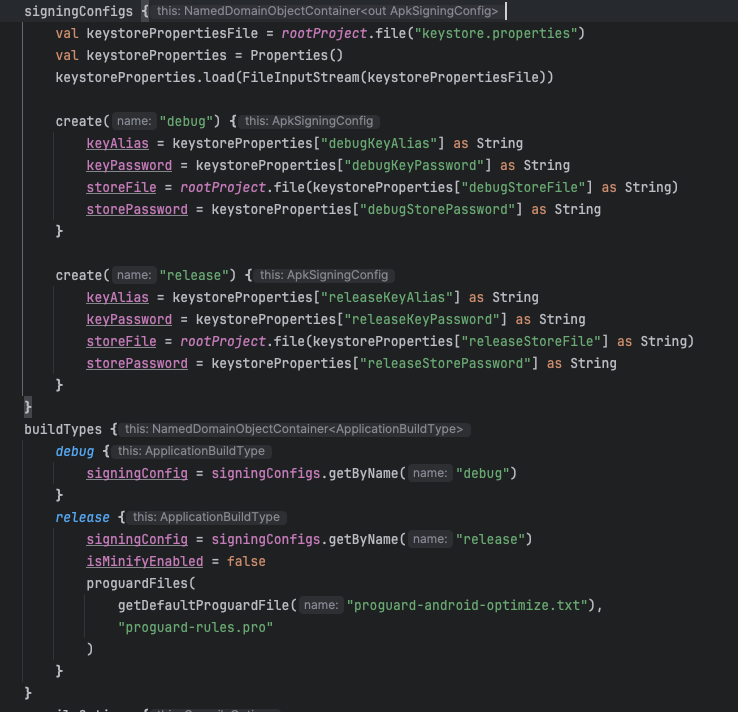 signingConfigs { this: NamedDomainObjectContainer<out ApkSigningConfig>
    val keystorePropertiesFile = rootProject.file("keystore.properties")
    val keystoreProperties = Properties()
    keystoreProperties.load(FileInputStream(keystorePropertiesFile))

    create( name: "debug") { this: ApkSigningConfig
        keyAlias = keystoreProperties["debugKeyAlias"] as String
        keyPassword = keystoreProperties["debugKeyPassword"] as String
        storeFile = rootProject.file(keystoreProperties["debugStoreFile"] as String)
        storePassword = keystoreProperties["debugStorePassword"] as String
    }

    create( name: "release") { this: ApkSigningConfig
        keyAlias = keystoreProperties["releaseKeyAlias"] as String
        keyPassword = keystoreProperties["releaseKeyPassword"] as String
        storeFile = rootProject.file(keystoreProperties["releaseStoreFile"] as String)
        storePassword = keystoreProperties["releaseStorePassword"] as String
    }
}
buildTypes { this: NamedDomainObjectContainer<ApplicationBuildType>
    debug { this: ApplicationBuildType
        signingConfig = signingConfigs.getByName( name: "debug")
    }
    release { this: ApplicationBuildType
        signingConfig = signingConfigs.getByName( name: "release")
        isMinifyEnabled = false
        proguardFiles(
            getDefaultProguardFile( name: "proguard-android-optimize.txt"),
            "proguard-rules.pro"
        )
    }
}